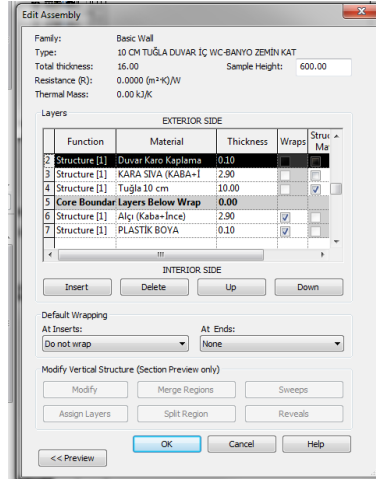 Edit Assembly
Family: Basic Wall
Type: 10 CM TUĞLA DUVAR İÇ WC-BANYO ZEMİN KAT
Total thickness: 16.00 Sample Height: 600.00
Resistance (R): 0.0000 (m²·K)/W
Thermal Mass: 0.00 kJ/K
Layers
EXTERIOR SIDE
Function Material Thickness Wraps Struc
Ma
2 Structure [1] Duvar Karo Kaplama 0.10
3 Structure [1] KARA SIVA (KABA+İ 2.90
4 Structure [1] Tuğla 10 cm 10.00
5 Core Boundar Layers Below Wrap 0.00
6 Structure [1] Alçı (Kaba+İnce) 2.90
7 Structure [1] PLASTİK BOYA 0.10
INTERIOR SIDE
Insert Delete Up Down
Default Wrapping
At Inserts: At Ends:
Do not wrap None
Modify Vertical Structure (Section Preview only)
Modify Merge Regions Sweeps
Assign Layers Split Region Reveals
OK Cancel Help
<< Preview